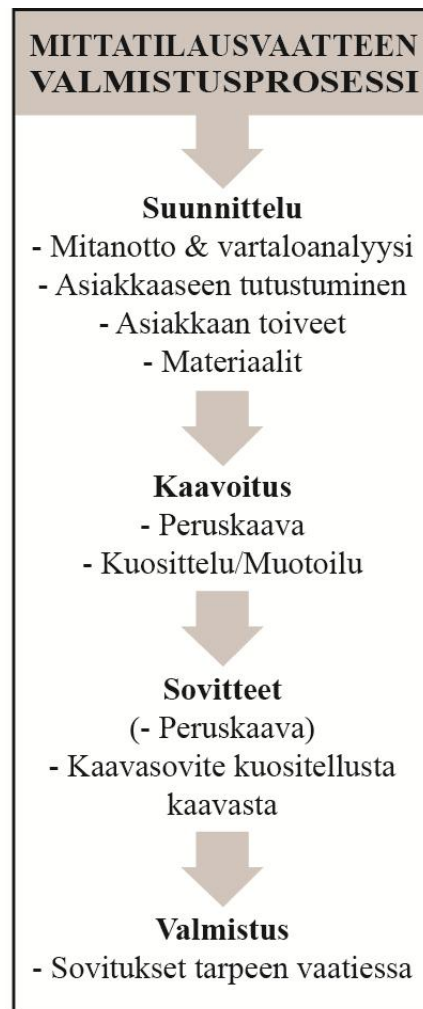 MITTATILAUSVAATTEEN
VALMISTUSPROSESSI
Suunnittelu
- Mitanotto & vartaloanalyysi
- Asiakkaaseen tutustuminen
- Asiakkaan toiveet
- Materiaalit
Kaavoitus
- Peruskaava
- Kuosittelu/Muotoilu
Sovitteet
(- Peruskaava)
- Kaavasovite kuositellusta
kaavasta
Valmistus
- Sovitukset tarpeen vaatiessa